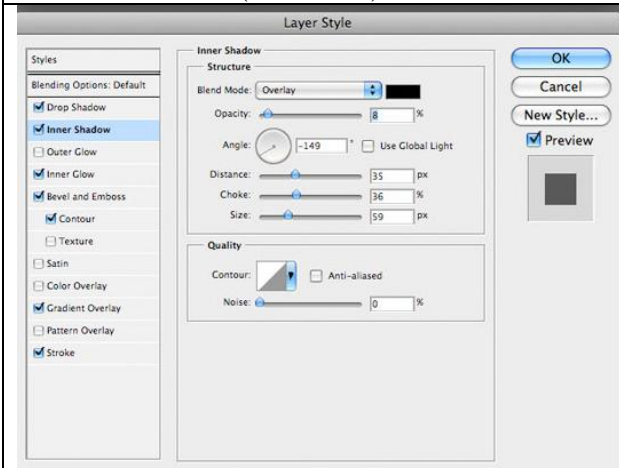 Layer Style
Styles
Blending Options: Default
Drop Shadow
Inner Shadow
Outer Glow
Inner Glow
Bevel and Emboss
Contour
Texture
Satin
Color Overlay
Gradient Overlay
Pattern Overlay
Stroke
Inner Shadow
Structure
Blend Mode: Overlay
Opacity: 8 %
Angle: -149 ° Use Global Light
Distance: 35 px
Choke: 36 %
Size: 59 px
Quality
Contour: Anti-aliased
Noise: 0 %
OK
Cancel
New Style...
Preview